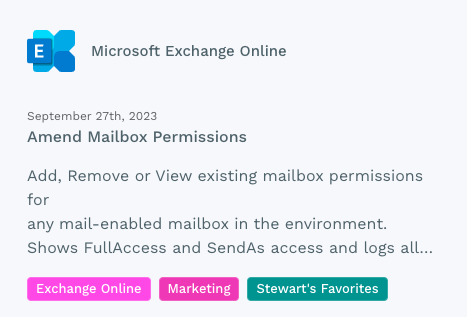 E
Microsoft Exchange Online
September 27th, 2023
Amend Mailbox Permissions
Add, Remove or View existing mailbox permissions
for
any mail-enabled mailbox in the environment.
Shows FullAccess and SendAs access and logs all...
Exchange Online Marketing Stewart's Favorites